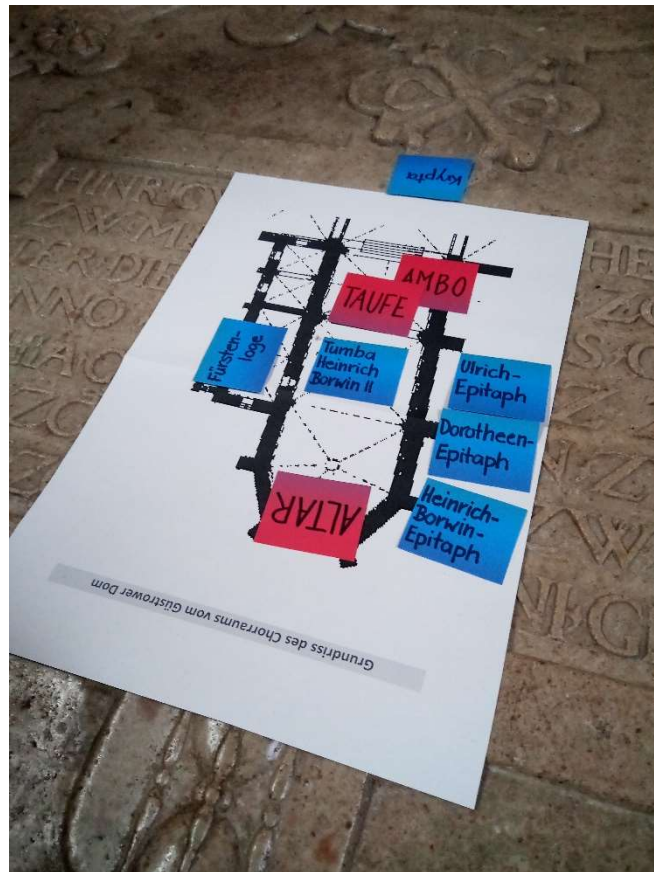 Krypta
AMBO
TAUFE
Fürsten-
loge
Tumba
Heinrich
Borwin II
Ulrich-
Epitaph
Dorotheen-
Epitaph
Heinrich-
Borwin-
Epitaph
ALTAR
Grundriss des Chorraums vom Güstrower Dom